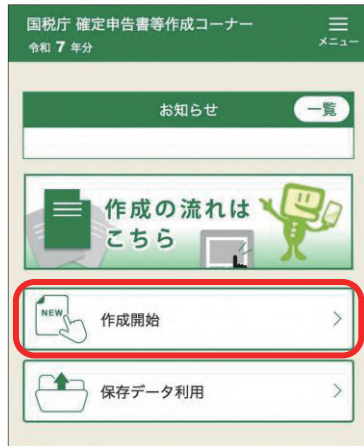 国税庁 確定申告書等作成コーナー
令和 7 年分
メニュー
お知らせ
一覧
作成の流れは
こちら
NEW
作成開始
保存データ利用